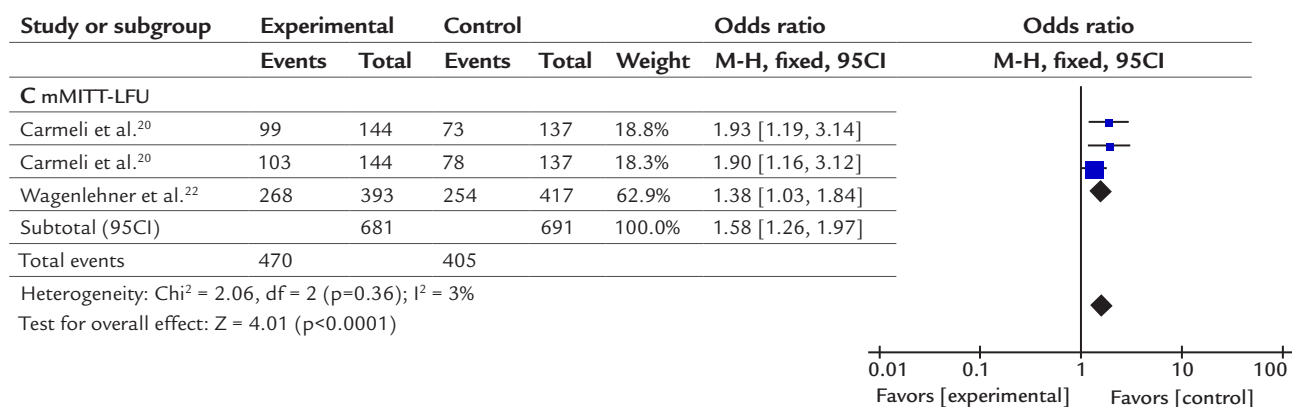 Study or subgroup Experimental Control Odds ratio Odds ratio
Events Total Events Total Weight M-H, fixed, 95CI M-H, fixed, 95CI
C mMITT-LFU
Carmeli et al.²⁰ 99 144 73 137 18.8% 1.93 [1.19, 3.14]
Carmeli et al.²⁰ 103 144 78 137 18.3% 1.90 [1.16, 3.12]
Wagenlehner et al.²² 268 393 254 417 62.9% 1.38 [1.03, 1.84]
Subtotal (95CI) 681 691 100.0% 1.58 [1.26, 1.97]
Total events 470 405
Heterogeneity: Chi² = 2.06, df = 2 (p=0.36); I² = 3%
Test for overall effect: Z = 4.01 (p<0.0001)
0.01 0.1 1 10 100
Favors [experimental] Favors [control]